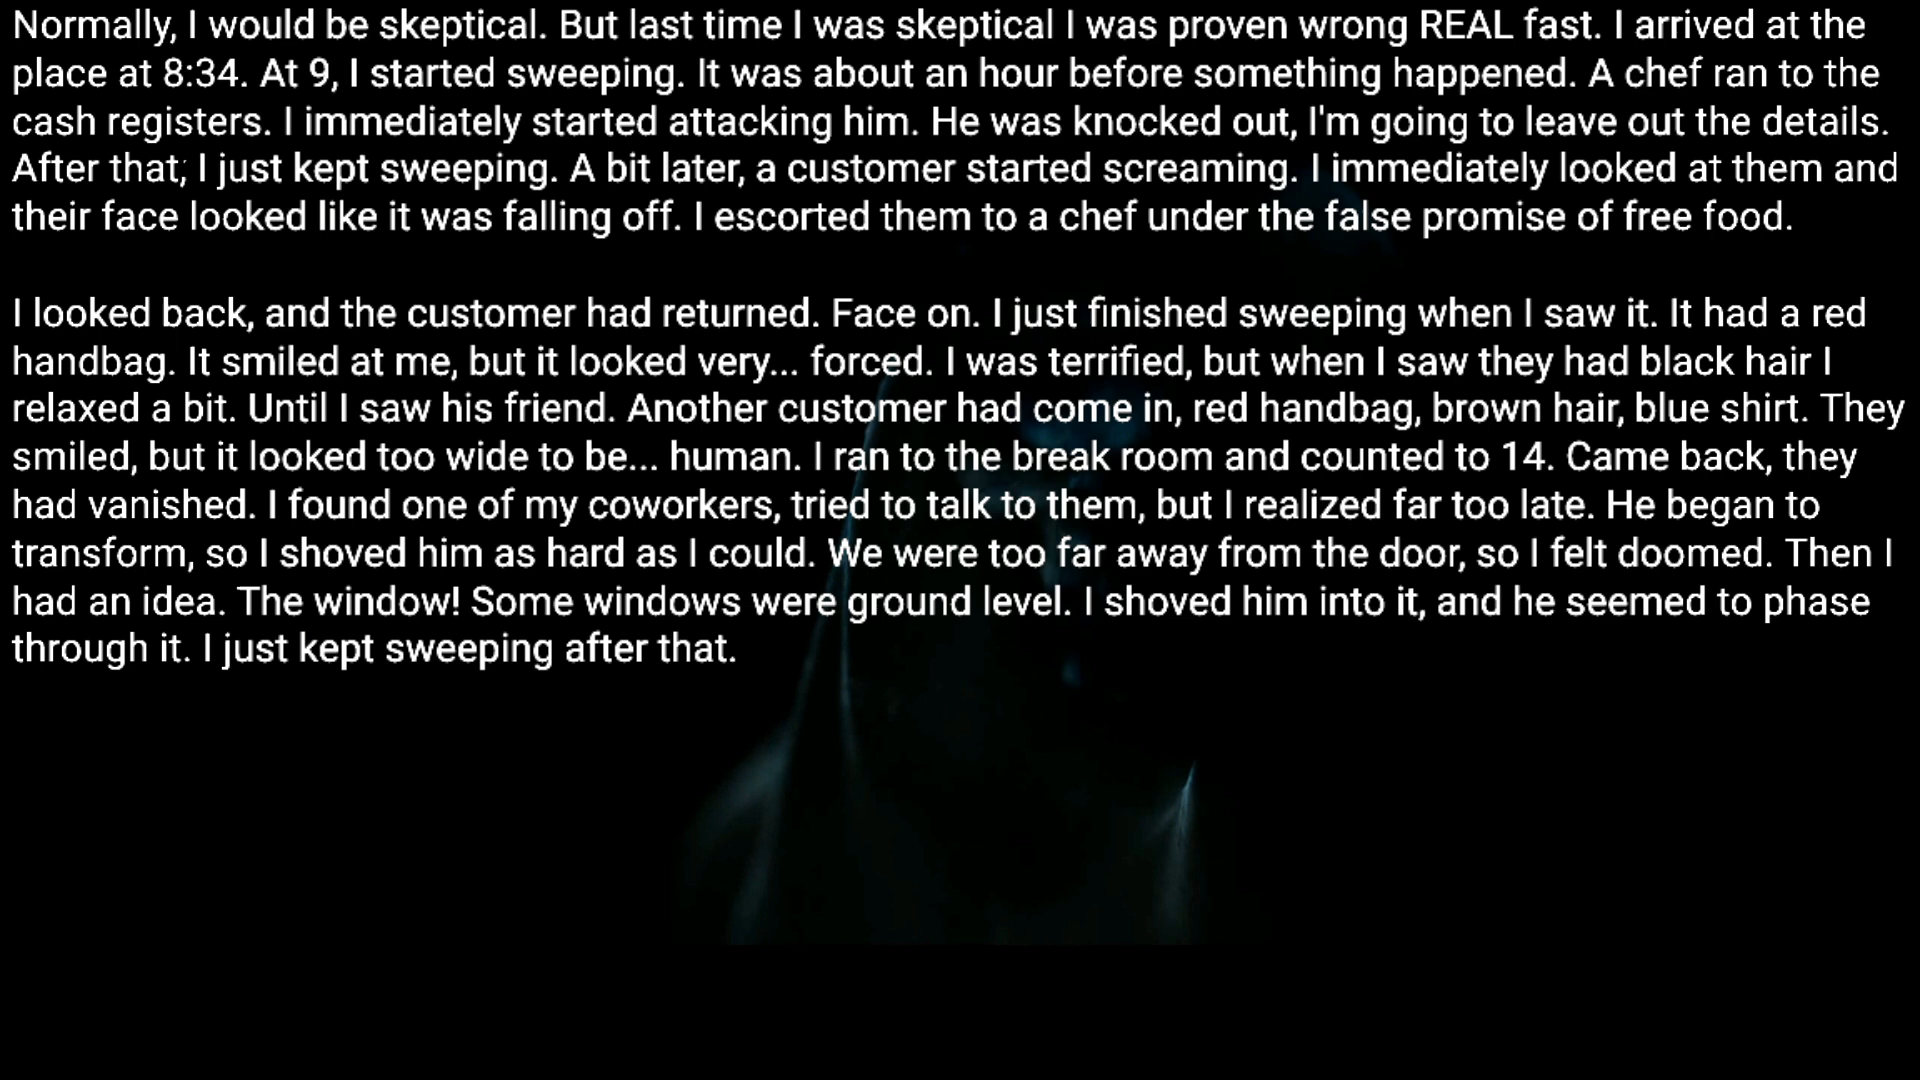 Normally, I would be skeptical. But last time I was skeptical I was proven wrong REAL fast. I arrived at the
place at 8:34. At 9, I started sweeping. It was about an hour before something happened. A chef ran to the
cash registers. I immediately started attacking him. He was knocked out, I'm going to leave out the details.
After that; I just kept sweeping. A bit later, a customer started screaming. I immediately looked at them and
their face looked like it was falling off. I escorted them to a chef under the false promise of free food.

I looked back, and the customer had returned. Face on. I just finished sweeping when I saw it. It had a red
handbag. It smiled at me, but it looked very... forced. I was terrified, but when I saw they had black hair I
relaxed a bit. Until I saw his friend. Another customer had come in, red handbag, brown hair, blue shirt. They
smiled, but it looked too wide to be... human. I ran to the break room and counted to 14. Came back, they
had vanished. I found one of my coworkers, tried to talk to them, but I realized far too late. He began to
transform, so I shoved him as hard as I could. We were too far away from the door, so I felt doomed. Then I
had an idea. The window! Some windows were ground level. I shoved him into it, and he seemed to phase
through it. I just kept sweeping after that.